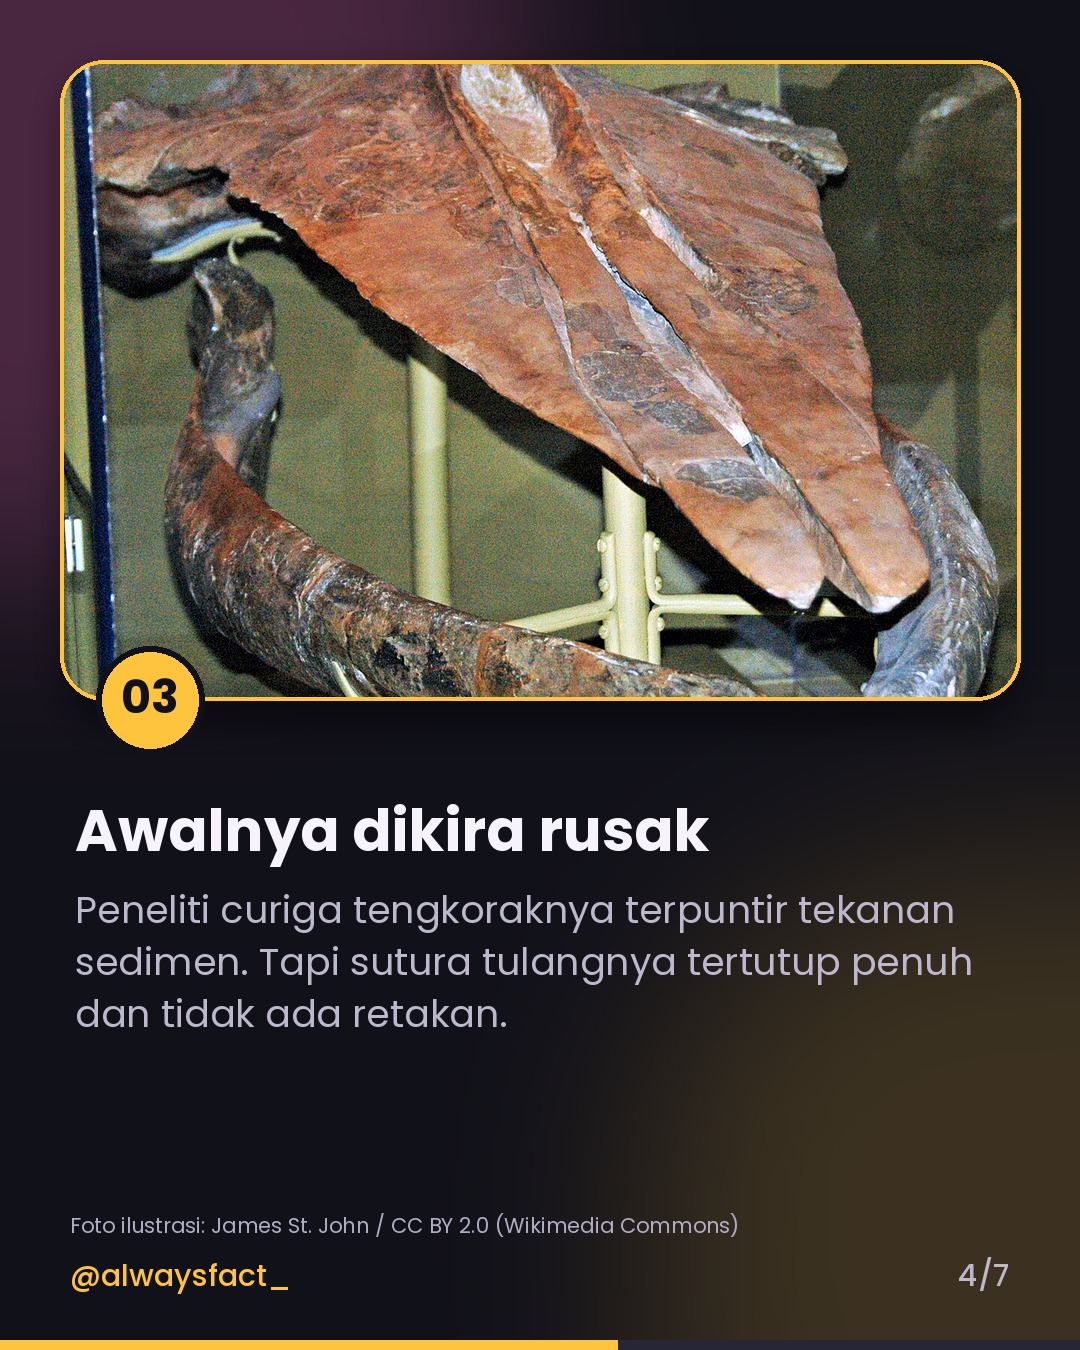 03
Awalnya dikira rusak
Peneliti curiga tengkoraknya terpuntir tekanan
sedimen. Tapi sutura tulangnya tertutup penuh
dan tidak ada retakan.
Foto ilustrasi: James St. John / CC BY 2.0 (Wikimedia Commons)
@alwaysfact_
4/7